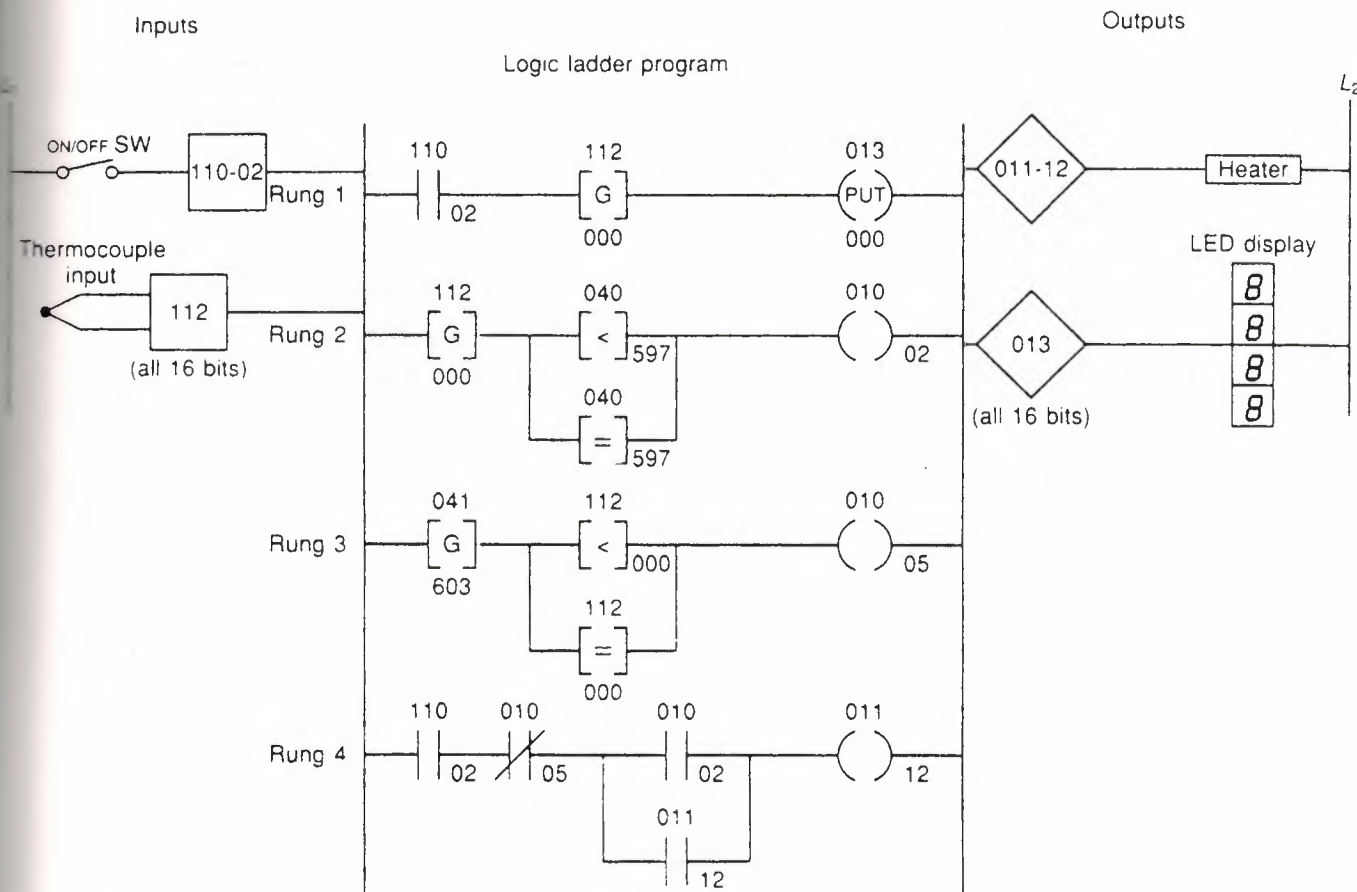 Inputs
Outputs
Logic ladder program
L₂
ON/OFF SW
110-02
Rung 1
110
02
112
G
000
013
PUT
000
011-12
Heater
Thermocouple
input
112
(all 16 bits)
Rung 2
112
G
000
040
<
597
040
=
597
010
02
013
(all 16 bits)
LED display
8
8
8
8
Rung 3
041
G
603
112
<
000
112
=
000
010
05
Rung 4
110
02
010
05
010
02
011
12
011
12